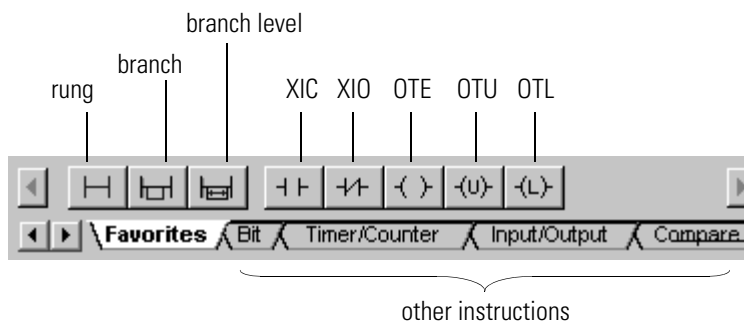 branch level
branch
rung XIC XIO OTE OTU OTL
(U) (L)
Favorites Bit Timer/Counter Input/Output Compare
other instructions